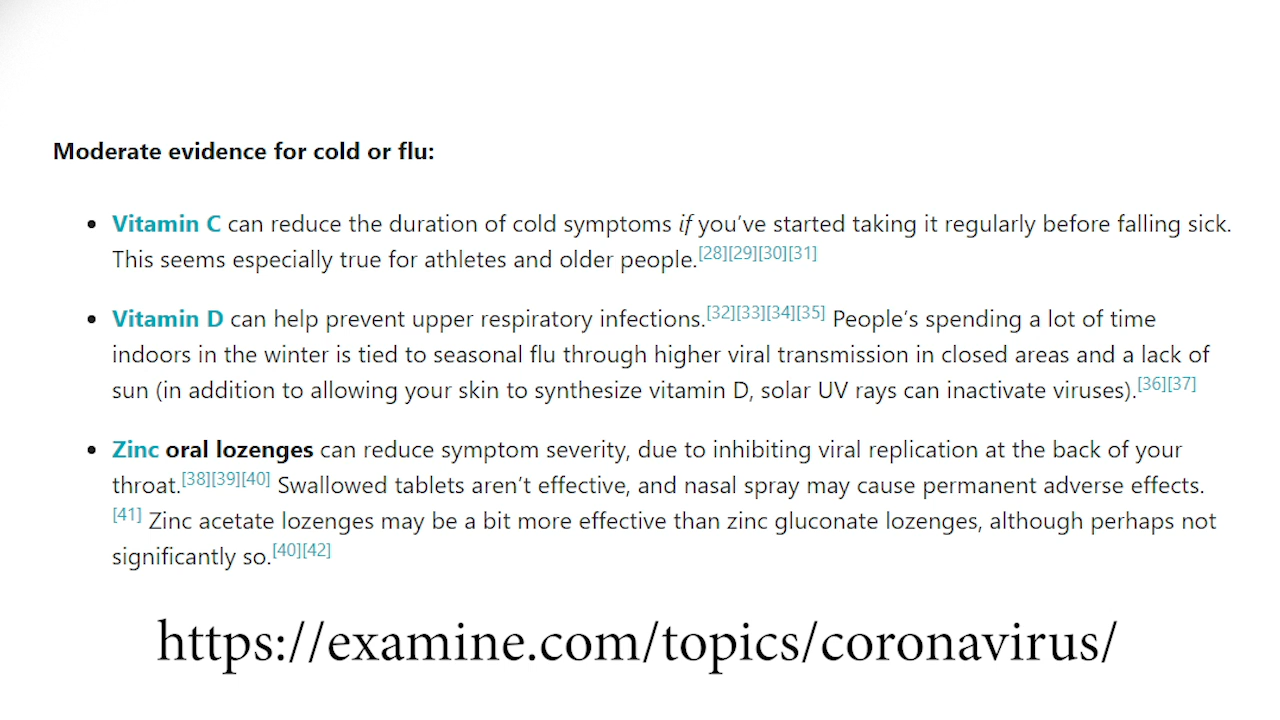 Moderate evidence for cold or flu:
• Vitamin C can reduce the duration of cold symptoms if you’ve started taking it regularly before falling sick.
This seems especially true for athletes and older people.[28][29][30][31]
• Vitamin D can help prevent upper respiratory infections.[32][33][34][35] People’s spending a lot of time
indoors in the winter is tied to seasonal flu through higher viral transmission in closed areas and a lack of
sun (in addition to allowing your skin to synthesize vitamin D, solar UV rays can inactivate viruses).[36][37]
• Zinc oral lozenges can reduce symptom severity, due to inhibiting viral replication at the back of your
throat.[38][39][40] Swallowed tablets aren’t effective, and nasal spray may cause permanent adverse effects.
[41] Zinc acetate lozenges may be a bit more effective than zinc gluconate lozenges, although perhaps not
significantly so.[40][42]
https://examine.com/topics/coronavirus/